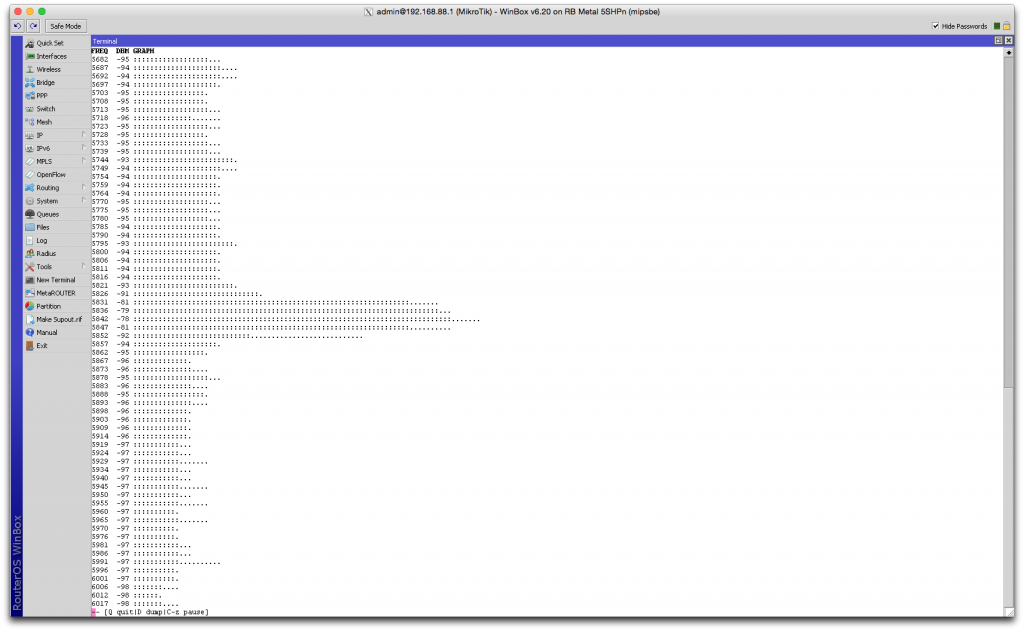 admin@192.168.88.1 (MikroTik) - WinBox v6.20 on RB Metal 5SHPn (mipsbe)
Safe Mode
Hide Passwords
Quick Set
Interfaces
Wireless
Bridge
PPP
Switch
Mesh
IP
IPv6
MPLS
OpenFlow
Routing
System
Queues
Files
Log
Radius
Tools
New Terminal
MetaROUTER
Partition
Make Supout.rif
Manual
Exit
RouterOS WinBox
Terminal
FREQ DBM GRAPH
5682 -95 :::::::::::::::::::...
5687 -94 ::::::::::::::::::::::....
5692 -94 ::::::::::::::::::::::....
5697 -94 :::::::::::::::::::::.
5703 -95 ::::::::::::::::::.
5708 -95 ::::::::::::::::::.
5713 -95 :::::::::::::::::::...
5718 -96 :::::::::::::::.......
5723 -95 :::::::::::::::::::...
5728 -95 ::::::::::::::::::.
5733 -95 :::::::::::::::::::...
5739 -95 :::::::::::::::::::...
5744 -93 :::::::::::::::::::::::::.
5749 -94 ::::::::::::::::::::::....
5754 -94 :::::::::::::::::::::.
5759 -94 :::::::::::::::::::::.
5764 -94 :::::::::::::::::::::.
5770 -95 :::::::::::::::::::...
5775 -95 :::::::::::::::::::...
5780 -95 :::::::::::::::::::...
5785 -94 :::::::::::::::::::::.
5790 -94 :::::::::::::::::::::.
5795 -93 :::::::::::::::::::::::::.
5800 -94 :::::::::::::::::::::.
5806 -94 :::::::::::::::::::::.
5811 -94 :::::::::::::::::::::.
5816 -94 :::::::::::::::::::::.
5821 -93 :::::::::::::::::::::::::.
5826 -91 :::::::::::::::::::::::::::::::.
5831 -81 :::::::::::::::::::::::::::::::::::::::::::::::::::::::::::::::::::::.......
5836 -79 ::::::::::::::::::::::::::::::::::::::::::::::::::::::::::::::::::::::::::::...
5842 -78 ::::::::::::::::::::::::::::::::::::::::::::::::::::::::::::::::::::::::::::::::.......
5847 -81 :::::::::::::::::::::::::::::::::::::::::::::::::::::::::::::::::::::..........
5852 -92 ::::::::::::::::::::::::::::...........................
5857 -94 :::::::::::::::::::::.
5862 -95 ::::::::::::::::::.
5867 -96 ::::::::::::::.
5873 -96 :::::::::::::::....
5878 -95 :::::::::::::::::::...
5883 -96 :::::::::::::::....
5888 -95 ::::::::::::::::::.
5893 -96 :::::::::::::::....
5898 -96 ::::::::::::::.
5903 -96 ::::::::::::::.
5909 -96 ::::::::::::::.
5914 -96 ::::::::::::::.
5919 -97 ::::::::::::...
5924 -97 ::::::::::::...
5929 -97 ::::::::::::.......
5934 -97 ::::::::::::...
5940 -97 ::::::::::::...
5945 -97 ::::::::::::.......
5950 -97 ::::::::::::...
5955 -97 ::::::::::::.......
5960 -97 :::::::::::.
5965 -97 ::::::::::::.......
5970 -97 :::::::::::.
5976 -97 :::::::::::.
5981 -97 ::::::::::::...
5986 -97 ::::::::::::...
5991 -97 ::::::::::::..........
5996 -97 :::::::::::.
6001 -97 :::::::::::.
6006 -98 ::::::::....
6012 -98 :::::::.
6017 -98 ::::::::....
-- [Q quit|D dump|C-z pause]